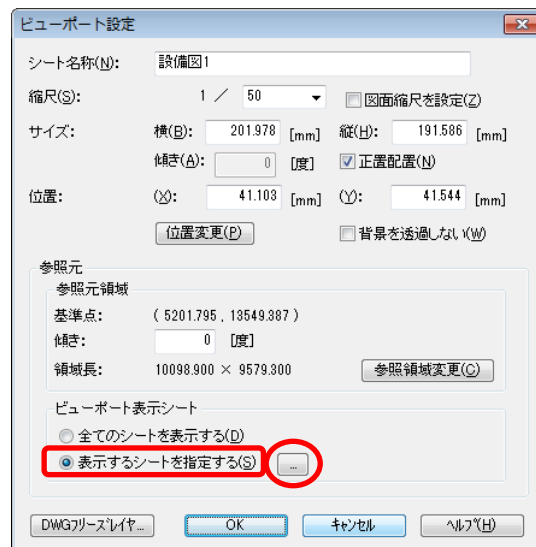 ビューポート設定
シート名称(N): 設備図1
縮尺(S): 1 / 50 図面縮尺を設定(Z)
サイズ: 横(B): 201.978 [mm] 縦(H): 191.586 [mm]
傾き(A): 0 [度] 正置配置(N)
位置: (X): 41.103 [mm] (Y): 41.544 [mm]
位置変更(P) 背景を透過しない(W)
参照元
参照元領域
基準点: ( 5201.795 , 13549.387 )
傾き: 0 [度]
領域長: 10098.900 × 9579.300 参照領域変更(C)
ビューポート表示シート
全てのシートを表示する(D)
表示するシートを指定する(S) ...
DWGフリーズレイヤ... OK キャンセル ヘルプ(H)